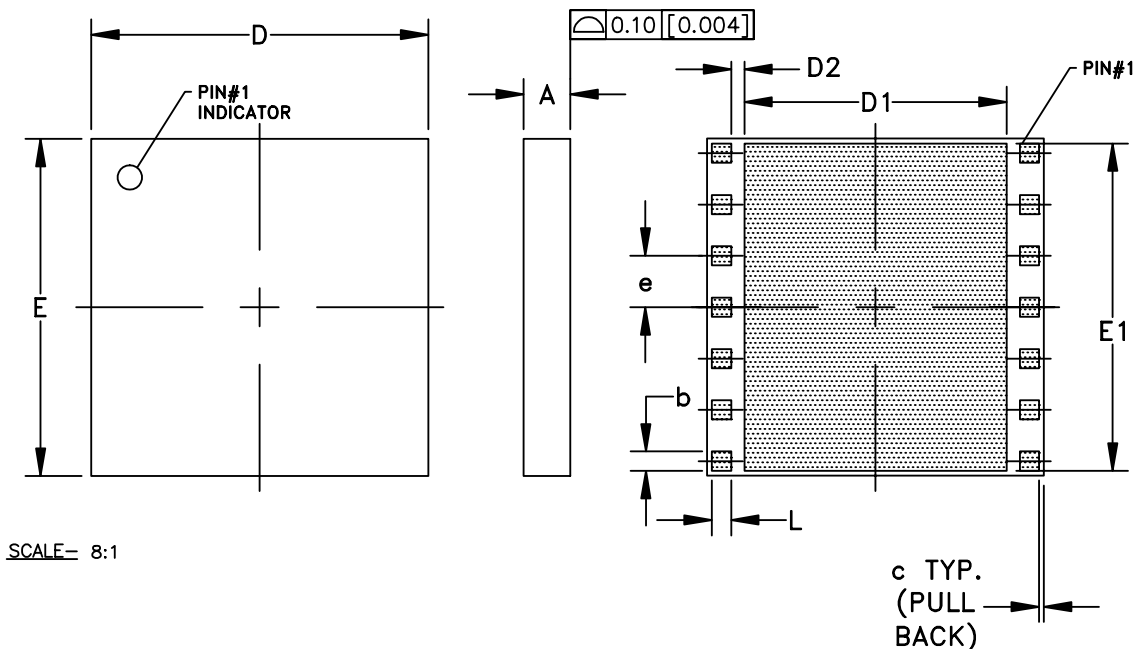 D
0.10 [0.004]
PIN#1
INDICATOR
A
D2
PIN#1
D1
E
e
E1
b
L
SCALE- 8:1
c TYP.
(PULL
BACK)